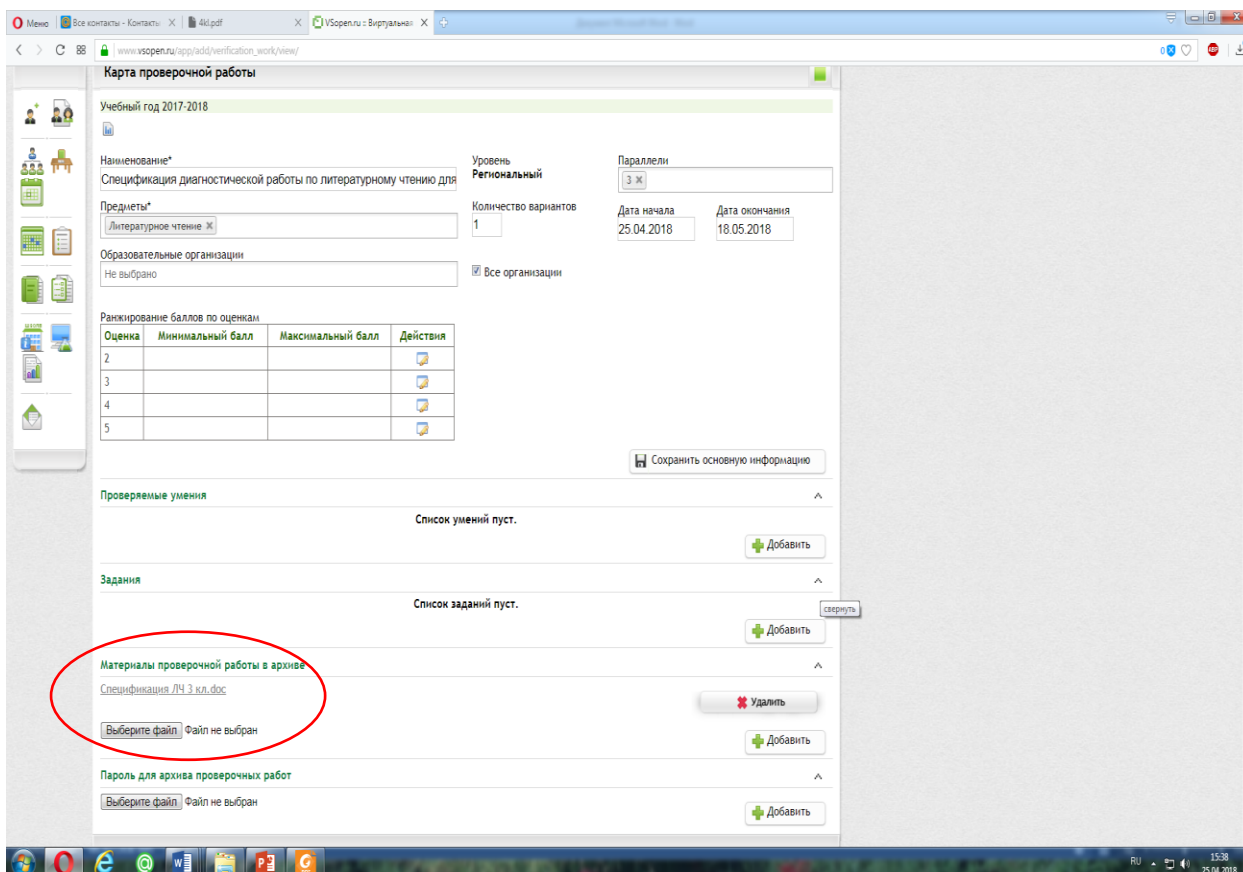 Меню Все контакты - Контакты 4kl.pdf VSopen.ru :: Виртуальная
www.vsopen.ru/app/add/verification_work/view/ 0
Карта проверочной работы
Учебный год 2017-2018
Наименование* Уровень Параллели
Спецификация диагностической работы по литературному чтению для Региональный 3
Предметы* Количество вариантов Дата начала Дата окончания
Литературное чтение 1 25.04.2018 18.05.2018
Образовательные организации
Не выбрано Все организации
Ранжирование баллов по оценкам
Оценка Минимальный балл Максимальный балл Действия
2
3
4
5
Сохранить основную информацию
Проверяемые умения
Список умений пуст.
Добавить
Задания
Список заданий пуст.
свернуть
Добавить
Материалы проверочной работы в архиве
Спецификация ЛЧ 3 кл.doc Удалить
Выберите файл Файл не выбран
Добавить
Пароль для архива проверочных работ
Выберите файл Файл не выбран
Добавить
RU 15:38
25.04.2018